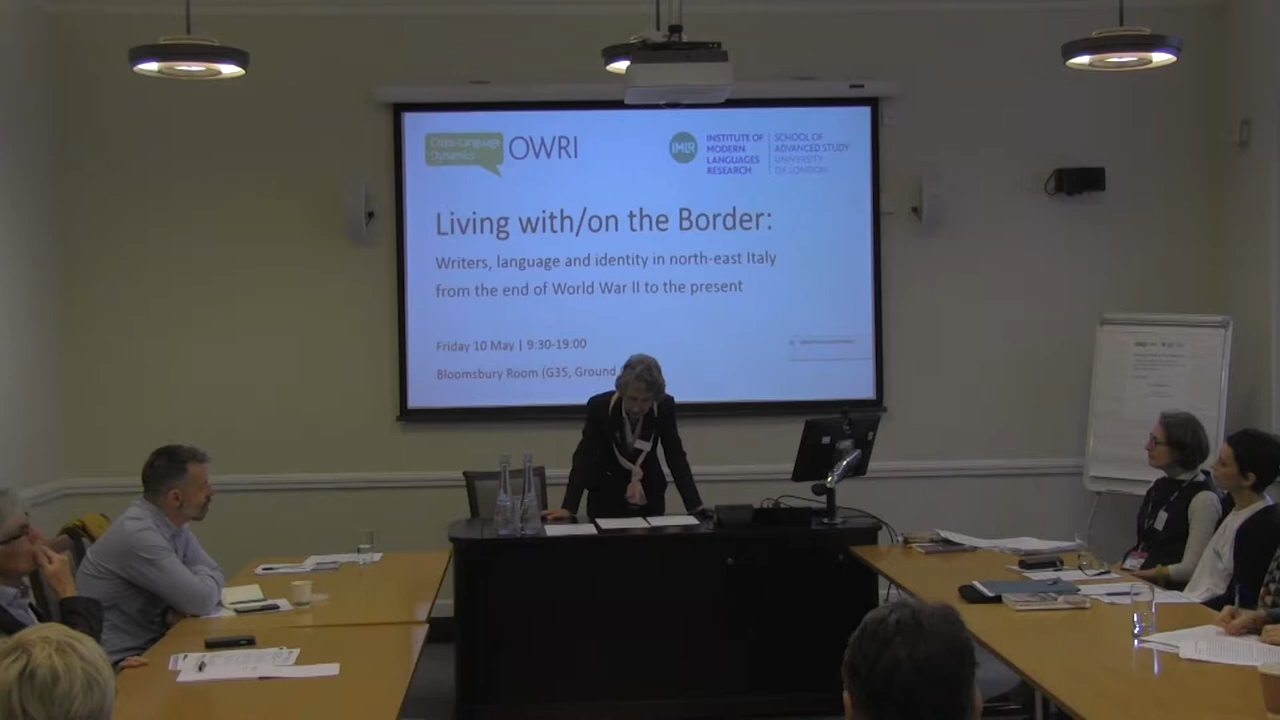 Cross-Language
Dynamics
OWRI
IMLR
INSTITUTE OF
MODERN
LANGUAGES
RESEARCH
SCHOOL OF
ADVANCED STUDY
UNIVERSITY
OF LONDON
Living with/on the Border:
Writers, language and identity in north-east Italy
from the end of World War II to the present
Friday 10 May | 9:30-19:00
Bloomsbury Room (G35, Ground